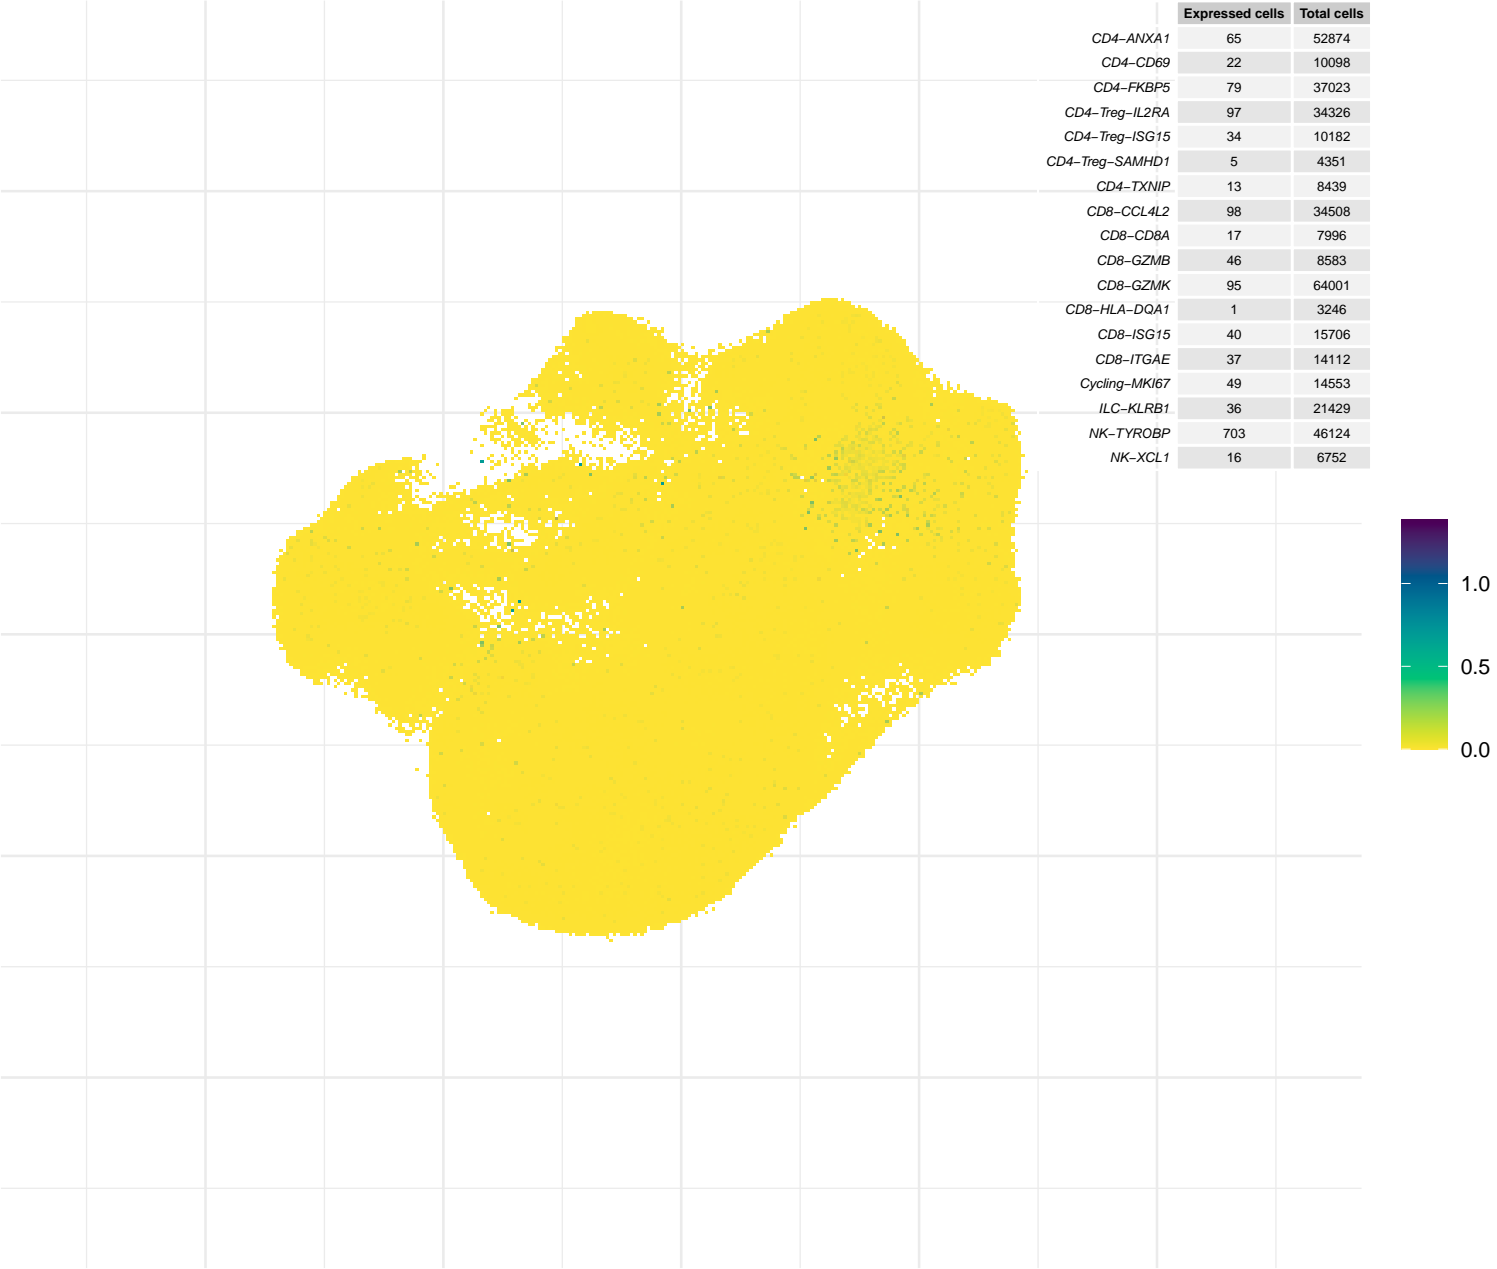 Expressed cells Total cells
CD4−ANXA1 65 52874
CD4−CD69 22 10098
CD4−FKBP5 79 37023
CD4−Treg−IL2RA 97 34326
CD4−Treg−ISG15 34 10182
CD4−Treg−SAMHD1 5 4351
CD4−TXNIP 13 8439
CD8−CCL4L2 98 34508
CD8−CD8A 17 7996
CD8−GZMB 46 8583
CD8−GZMK 95 64001
CD8−HLA−DQA1 1 3246
CD8−ISG15 40 15706
CD8−ITGAE 37 14112
Cycling−MKI67 49 14553
ILC−KLRB1 36 21429
NK−TYROBP 703 46124
NK−XCL1 16 6752
1.0
0.5
0.0